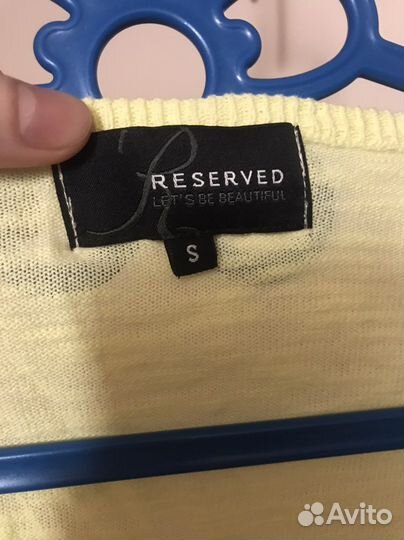 R
RESERVED
LET'S BE BEAUTIFUL
S
Avito